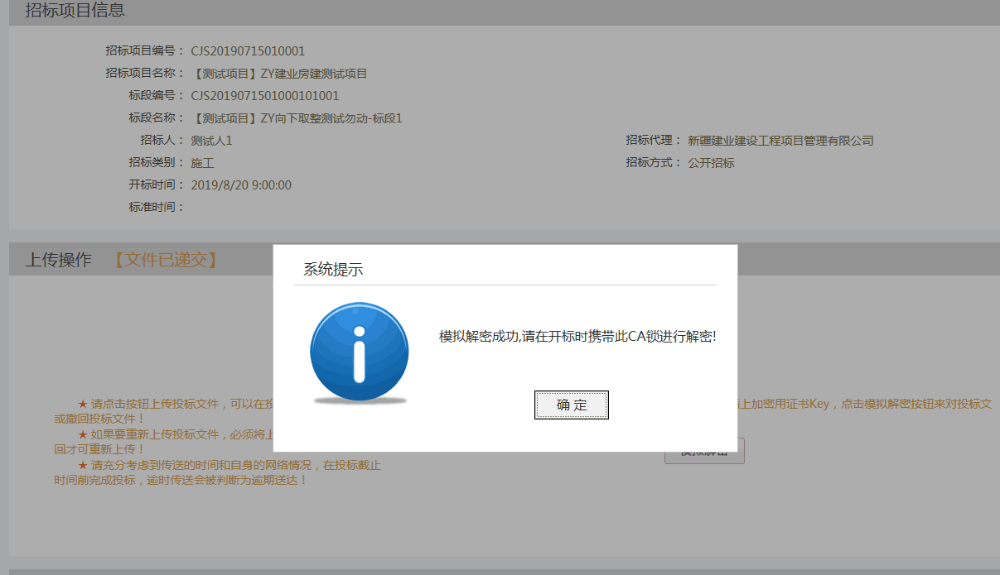 招标项目信息
招标项目编号： CJS20190715010001
招标项目名称： 【测试项目】ZY建业房建测试项目
标段编号： CJS2019071501000101001
标段名称： 【测试项目】ZY向下取整测试勿动-标段1
招标人： 测试人1 招标代理： 新疆建业建设工程项目管理有限公司
招标类别： 施工 招标方式： 公开招标
开标时间： 2019/8/20 9:00:00
标准时间：
上传操作 【文件已递交】
系统提示
模拟解密成功,请在开标时携带此CA锁进行解密!
确 定
★ 请点击按钮上传投标文件，可以在投
或撤回投标文件！
★ 如果要重新上传投标文件，必须将上
回才可重新上传！
★ 请充分考虑到传送的时间和自身的网络情况，在投标截止
时间前完成投标，逾时传送会被判断为逾期送达！
上加密用证书Key，点击模拟解密按钮来对投标文
模拟解密